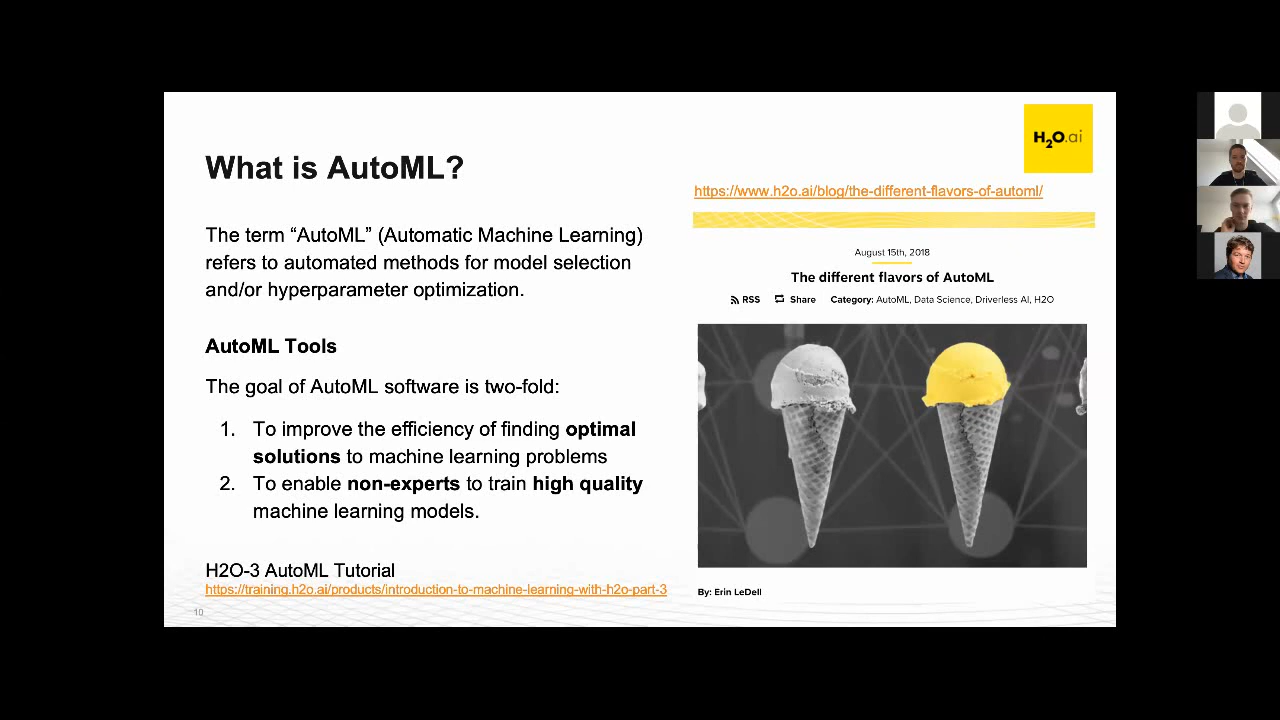 H2O.ai
What is AutoML?
The term “AutoML” (Automatic Machine Learning)
refers to automated methods for model selection
and/or hyperparameter optimization.
AutoML Tools
The goal of AutoML software is two-fold:
1. To improve the efficiency of finding optimal
solutions to machine learning problems
2. To enable non-experts to train high quality
machine learning models.
H2O-3 AutoML Tutorial
https://training.h2o.ai/products/introduction-to-machine-learning-with-h2o-part-3
10
https://www.h2o.ai/blog/the-different-flavors-of-automl/
August 15th, 2018
The different flavors of AutoML
RSS Share Category: AutoML, Data Science, Driverless AI, H2O
By: Erin LeDell